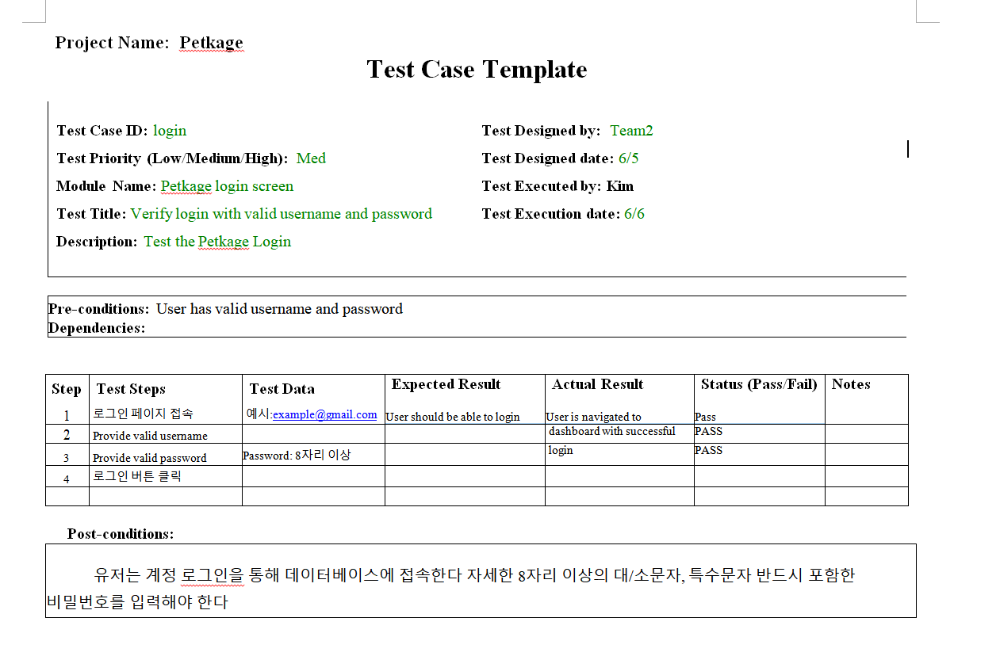 Project Name: Petkage
Test Case Template
Test Case ID: login
Test Designed by: Team2
Test Priority (Low/Medium/High): Med
Test Designed date: 6/5
Module Name: Petkage login screen
Test Executed by: Kim
Test Title: Verify login with valid username and password
Test Execution date: 6/6
Description: Test the Petkage Login
Pre-conditions: User has valid username and password
Dependencies:
Step Test Steps Test Data Expected Result Actual Result Status (Pass/Fail) Notes
1 로그인 페이지 접속 예시:example@gmail.com User should be able to login User is navigated to Pass
2 Provide valid username dashboard with successful PASS
3 Provide valid password Password: 8자리 이상 login PASS
4 로그인 버튼 클릭
Post-conditions:
유저는 계정 로그인을 통해 데이터베이스에 접속한다 자세한 8자리 이상의 대/소문자, 특수문자 반드시 포함한
비밀번호를 입력해야 한다